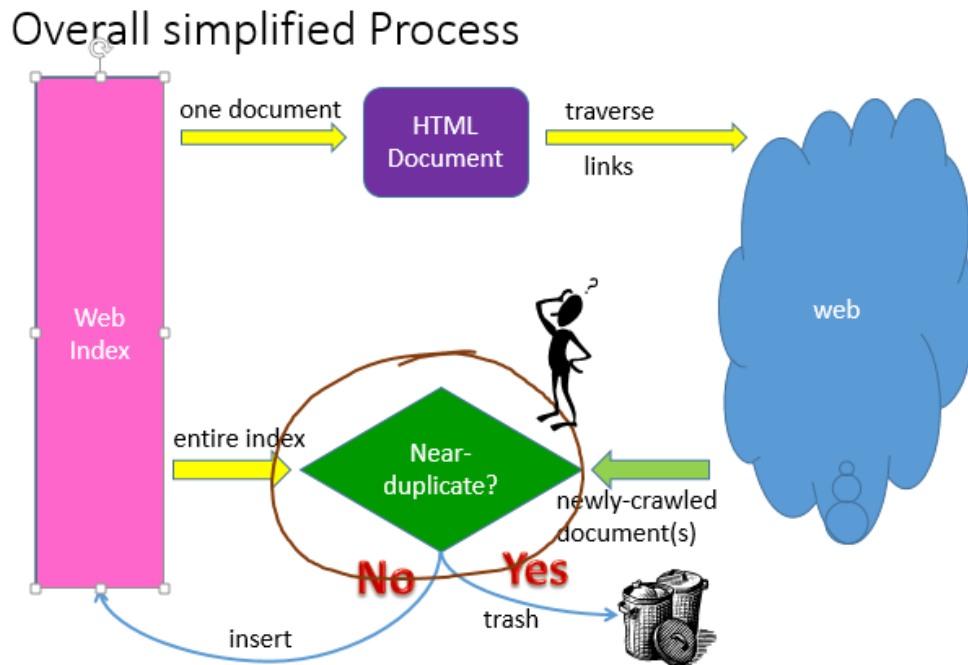 Overall simplified Process
one document
HTML
Document
traverse
links
Web
Index
web
?
entire index
Near-
duplicate?
newly-crawled
document(s)
No
Yes
insert
trash